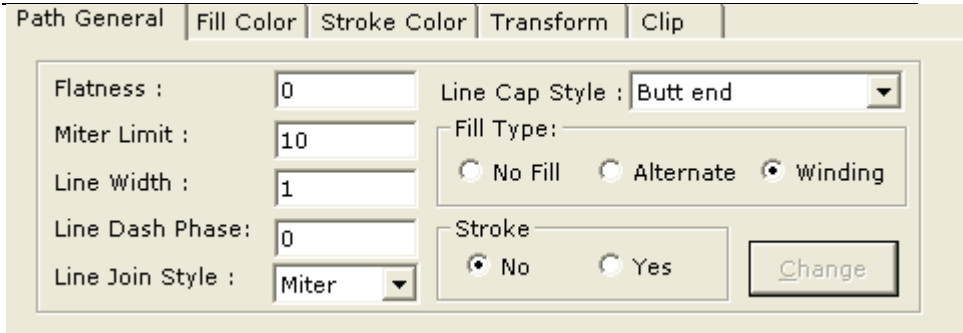 Path General Fill Color Stroke Color Transform Clip
Flatness : 0
Miter Limit : 10
Line Width : 1
Line Dash Phase: 0
Line Join Style : Miter
Line Cap Style : Butt end
Fill Type:
No Fill Alternate Winding
Stroke
No Yes
Change